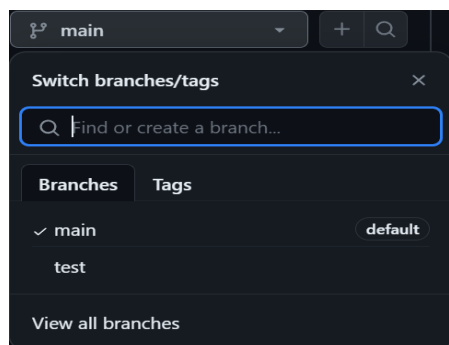 main
Switch branches/tags
Find or create a branch...
Branches Tags
main default
test
View all branches